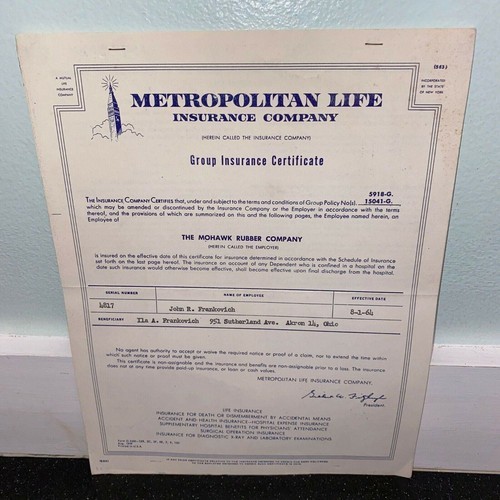 (343)
A MUTUAL
LIFE
INSURANCE
COMPANY
INCORPORATED
BY THE STATE
OF NEW YORK
METROPOLITAN LIFE
INSURANCE COMPANY
(HEREIN CALLED THE INSURANCE COMPANY)
Group Insurance Certificate
5918-G.
THE INSURANCE COMPANY CERTIFIES that, under and subject to the terms and conditions of Group Policy No(s). 15041-G.
which may be amended or discontinued by the Insurance Company or the Employer in accordance with the terms
thereof, and the provisions of which are summarized on this and the following pages, the Employee named herein, an
Employee of
THE MOHAWK RUBBER COMPANY
(HEREIN CALLED THE EMPLOYER)
is insured on the effective date of this certificate for insurance determined in accordance with the Schedule of Insurance
set forth on the last page hereof. The insurance on account of any Dependent who is confined in a hospital on the
date such insurance would otherwise become effective, shall become effective upon final discharge from the hospital.
SERIAL NUMBER NAME OF EMPLOYEE EFFECTIVE DATE
4817 John R. Frankovich 8-1-64
BENEFICIARY Ila A. Frankovich 951 Sutherland Ave. Akron 14, Ohio
No agent has authority to accept or waive the required notice or proof of a claim, nor to extend the time within
which such notice or proof must be given.
This certificate is non-assignable and the insurance and benefits are non-assignable prior to a loss. The insurance
does not at any time provide paid-up insurance, or loan or cash values.
METROPOLITAN LIFE INSURANCE COMPANY,
President.
LIFE INSURANCE
INSURANCE FOR DEATH OR DISMEMBERMENT BY ACCIDENTAL MEANS
ACCIDENT AND HEALTH INSURANCE—HOSPITAL EXPENSE INSURANCE
SUPPLEMENTARY HOSPITAL BENEFITS FOR PHYSICIANS' ATTENDANCE
SURGICAL OPERATION INSURANCE
INSURANCE FOR DIAGNOSTIC X-RAY AND LABORATORY EXAMINATIONS